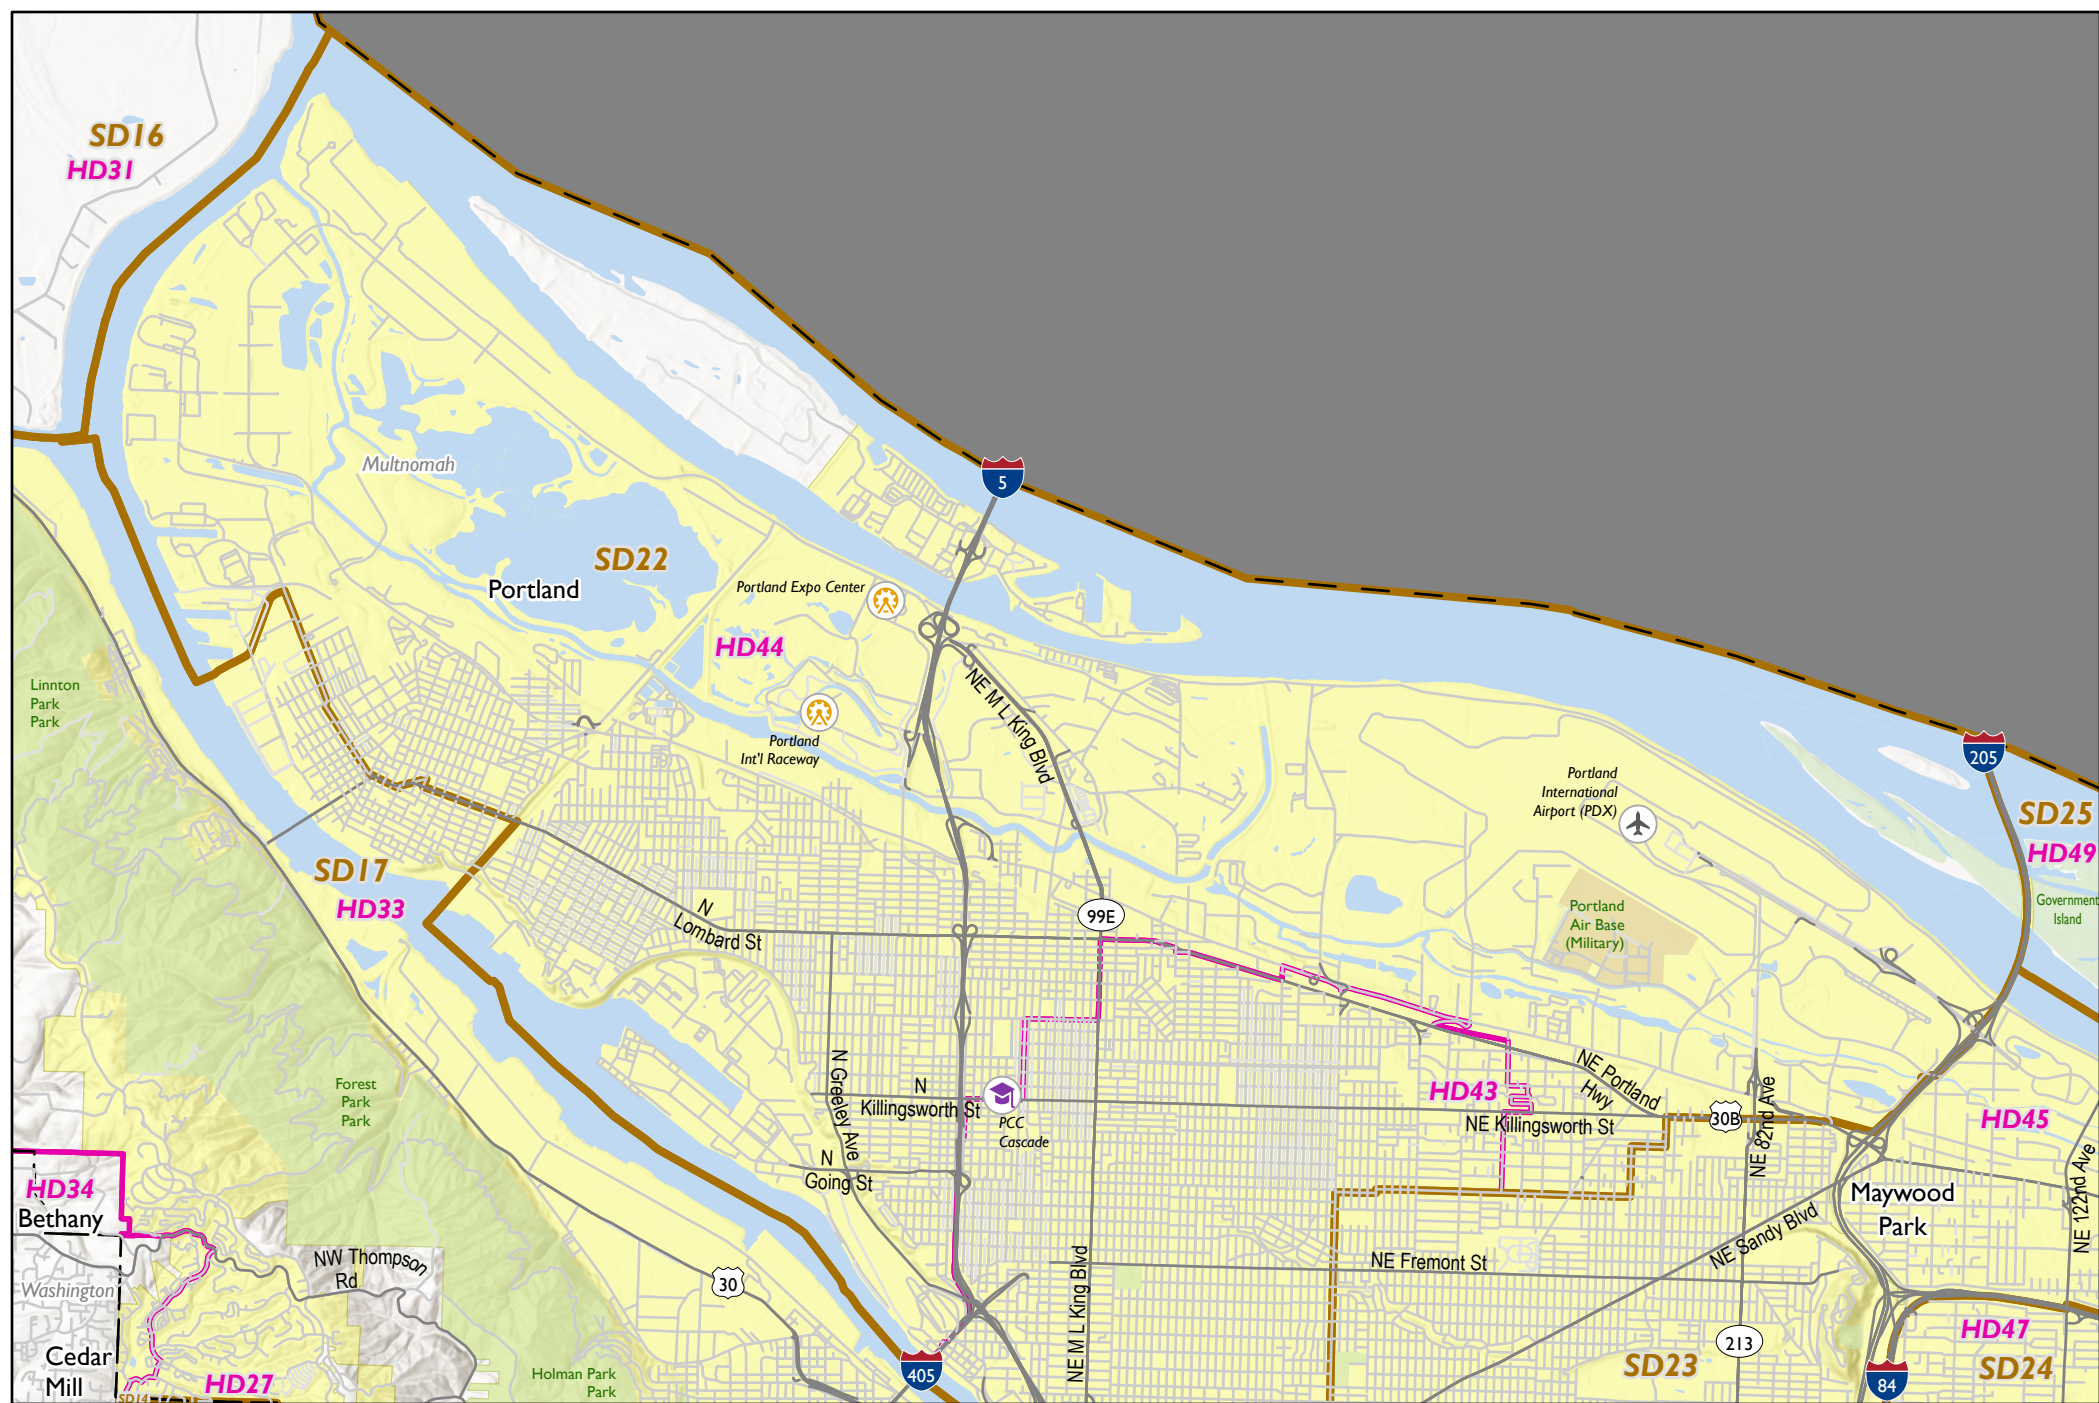 SD16
HD31
5
Multnomah
SD22
Portland
Portland Expo Center
HD44
Linnton
Park
Park
NE M L King Blvd
Portland
Int'l Raceway
205
Portland
International
Airport (PDX)
SD25
HD49
SD17
HD33
N
Lombard St
99E
Portland
Air Base
(Military)
Government
Island
Forest
Park
Park
N Greeley Ave
N
Killingsworth St
PCC
Cascade
HD43
NE Portland
Hwy
NE Killingsworth St
30B
NE 82nd Ave
HD45
N
Going St
HD34
Bethany
Maywood
Park
NE 122nd Ave
NW Thompson
Rd
Washington
30
NE M L King Blvd
NE Fremont St
NE Sandy Blvd
Cedar
Mill
HD27
SD14
Holman Park
Park
405
213
SD23
HD47
SD24
84